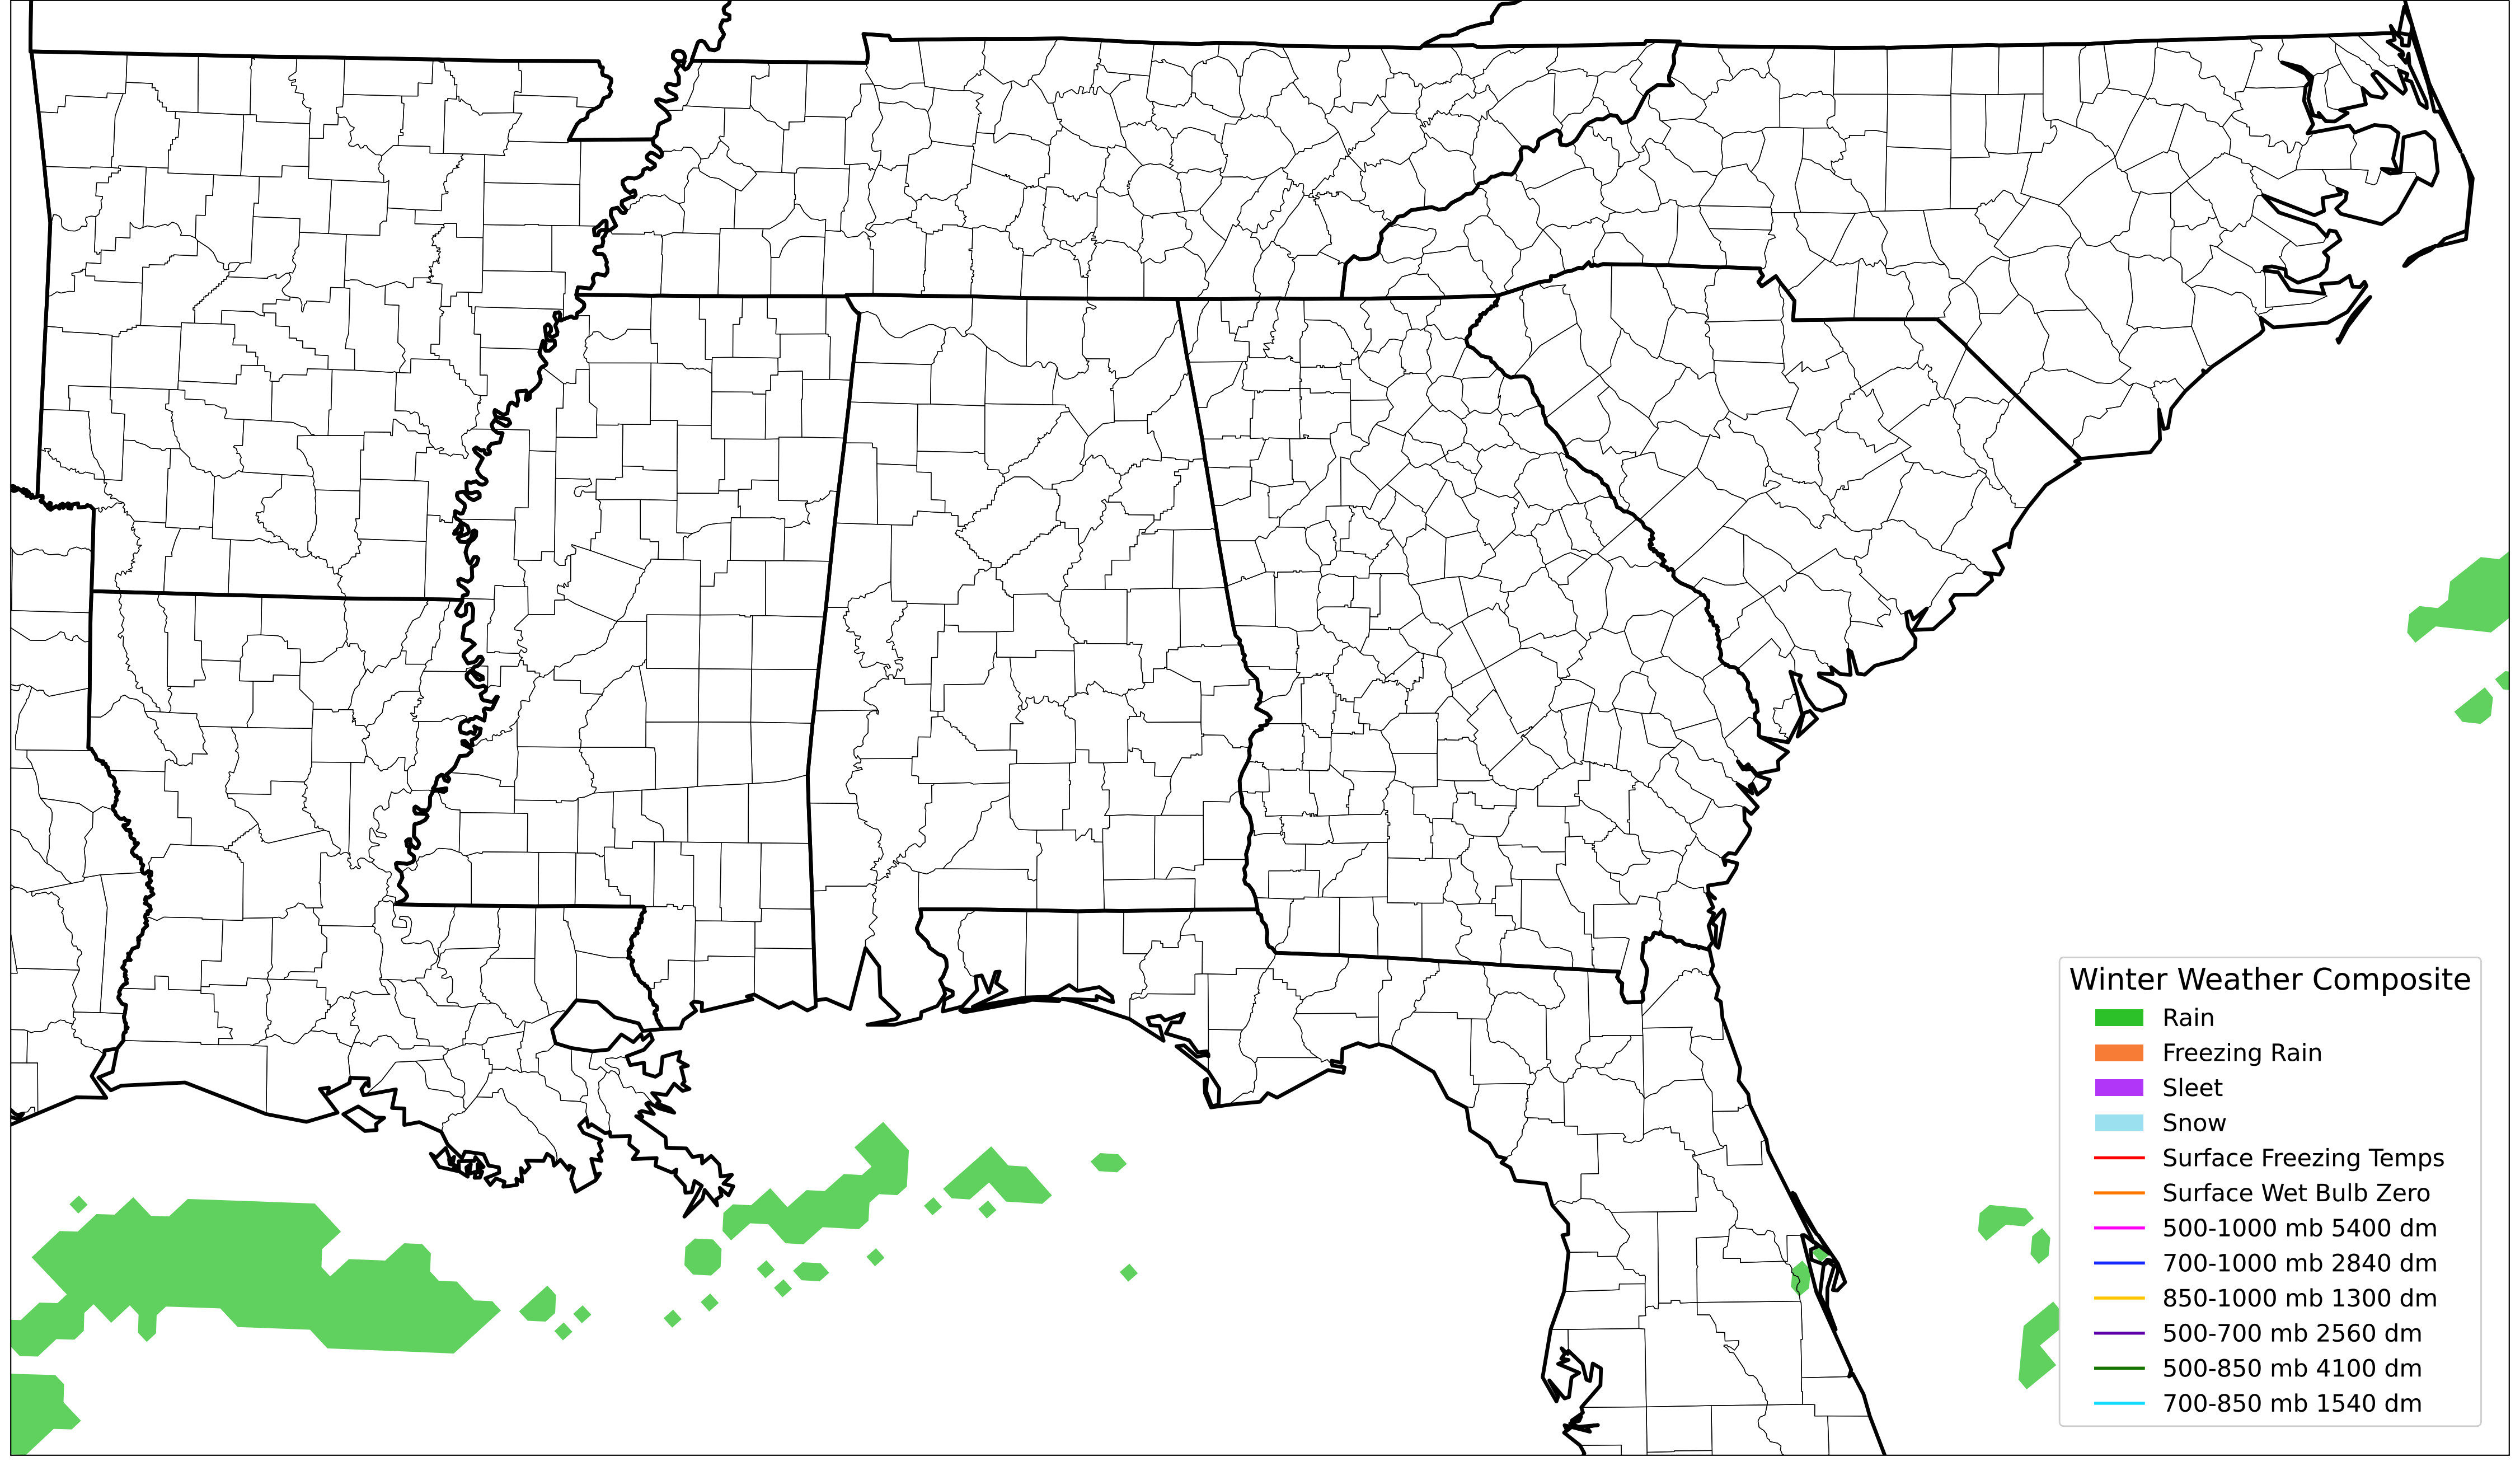 Winter Weather Composite
Rain
Freezing Rain
Sleet
Snow
Surface Freezing Temps
Surface Wet Bulb Zero
500-1000 mb 5400 dm
700-1000 mb 2840 dm
850-1000 mb 1300 dm
500-700 mb 2560 dm
500-850 mb 4100 dm
700-850 mb 1540 dm